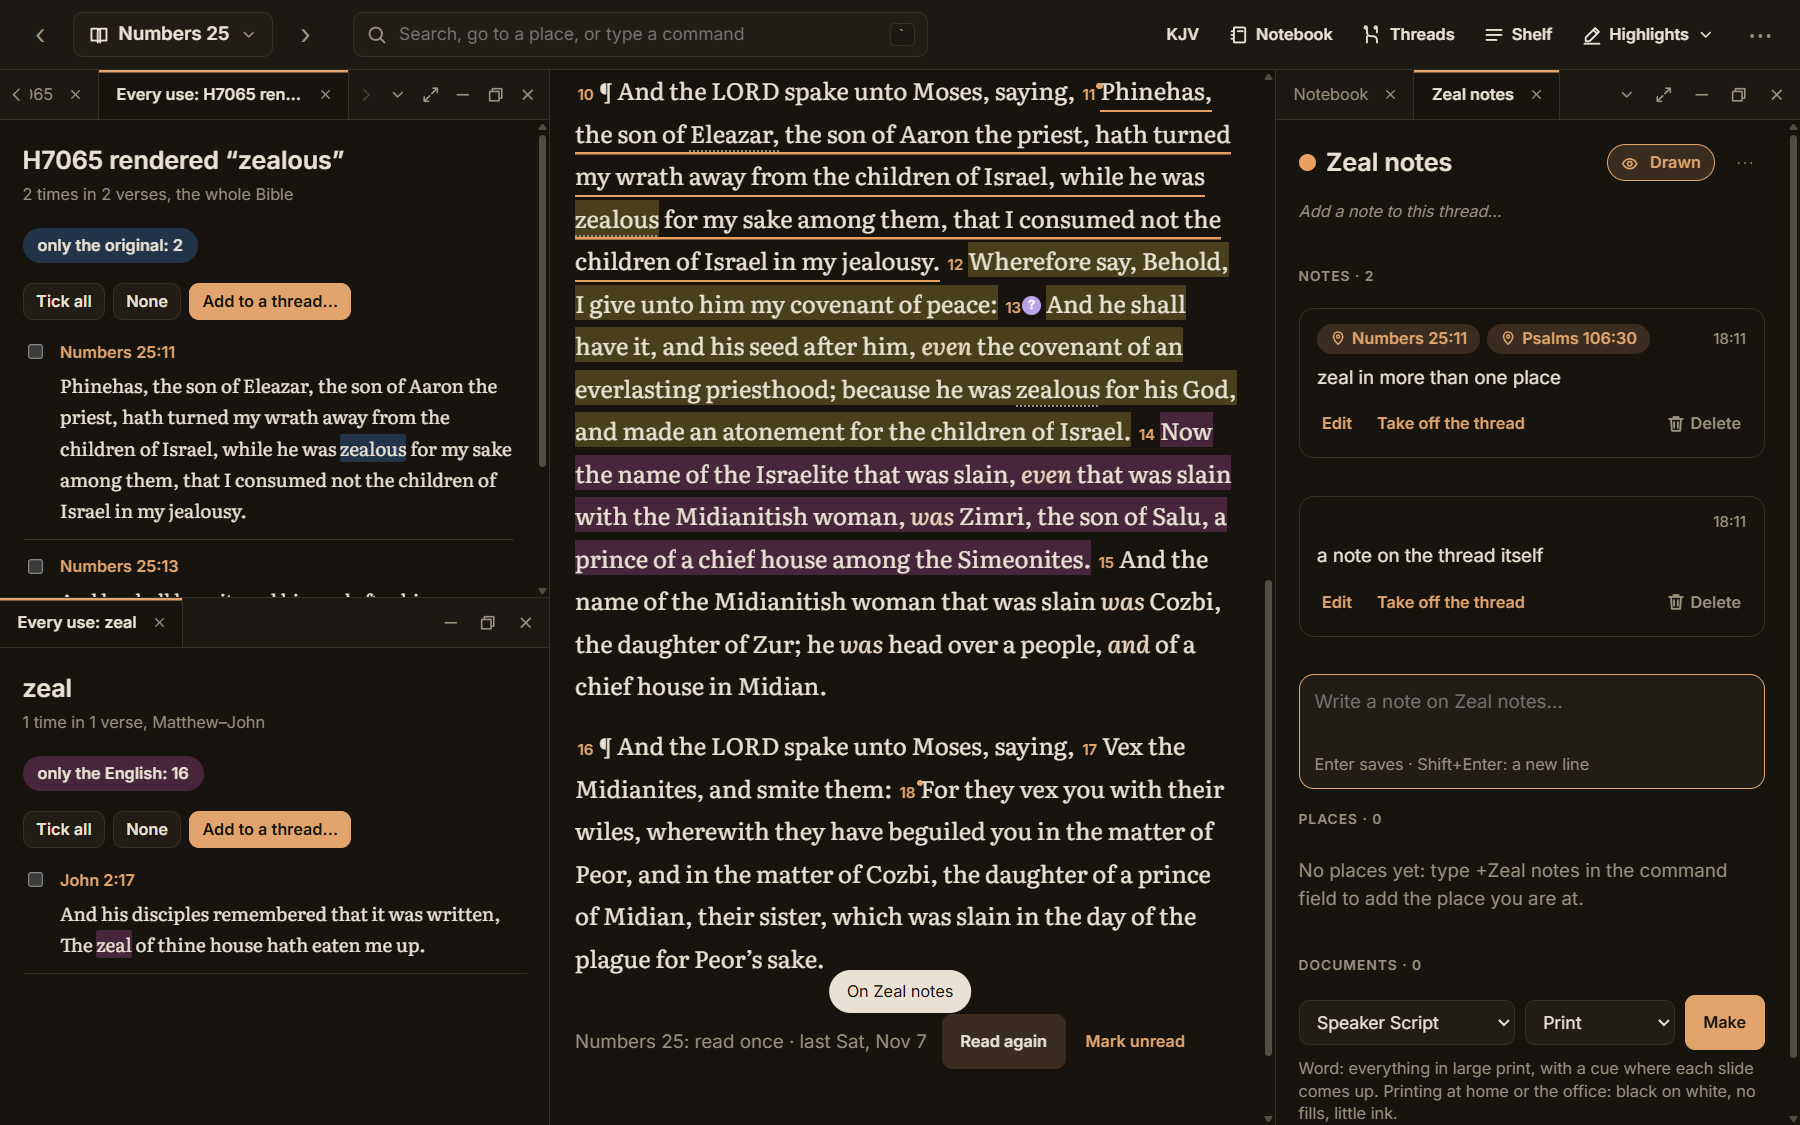 Numbers 25
Search, go to a place, or type a command
`
KJV
Notebook
Threads
Shelf
Highlights
Every use: H7065 ren...
H7065 rendered “zealous”
2 times in 2 verses, the whole Bible
only the original: 2
Tick all
None
Add to a thread...
Numbers 25:11
Phinehas, the son of Eleazar, the son of Aaron the
priest, hath turned my wrath away from the
children of Israel, while he was zealous for my sake
among them, that I consumed not the children of
Israel in my jealousy.
Numbers 25:13
Every use: zeal
zeal
1 time in 1 verse, Matthew–John
only the English: 16
Tick all
None
Add to a thread...
John 2:17
And his disciples remembered that it was written,
The zeal of thine house hath eaten me up.
10 ¶ And the LORD spake unto Moses, saying, 11 Phinehas,
the son of Eleazar, the son of Aaron the priest, hath turned
my wrath away from the children of Israel, while he was
zealous for my sake among them, that I consumed not the
children of Israel in my jealousy. 12 Wherefore say, Behold,
I give unto him my covenant of peace: 13 ? And he shall
have it, and his seed after him, even the covenant of an
everlasting priesthood; because he was zealous for his God,
and made an atonement for the children of Israel. 14 Now
the name of the Israelite that was slain, even that was slain
with the Midianitish woman, was Zimri, the son of Salu, a
prince of a chief house among the Simeonites. 15 And the
name of the Midianitish woman that was slain was Cozbi,
the daughter of Zur; he was head over a people, and of a
chief house in Midian.
16 ¶ And the LORD spake unto Moses, saying, 17 Vex the
Midianites, and smite them: 18 For they vex you with their
wiles, wherewith they have beguiled you in the matter of
Peor, and in the matter of Cozbi, the daughter of a prince
of Midian, their sister, which was slain in the day of the
plague for Peor’s sake.
On Zeal notes
Numbers 25: read once · last Sat, Nov 7
Read again
Mark unread
Notebook
Zeal notes
Zeal notes
Drawn
Add a note to this thread...
NOTES · 2
Numbers 25:11
Psalms 106:30
18:11
zeal in more than one place
Edit
Take off the thread
Delete
18:11
a note on the thread itself
Edit
Take off the thread
Delete
Write a note on Zeal notes...
Enter saves · Shift+Enter: a new line
PLACES · 0
No places yet: type +Zeal notes in the command
field to add the place you are at.
DOCUMENTS · 0
Speaker Script
Print
Make
Word: everything in large print, with a cue where each slide
comes up. Printing at home or the office: black on white, no
fills, little ink.